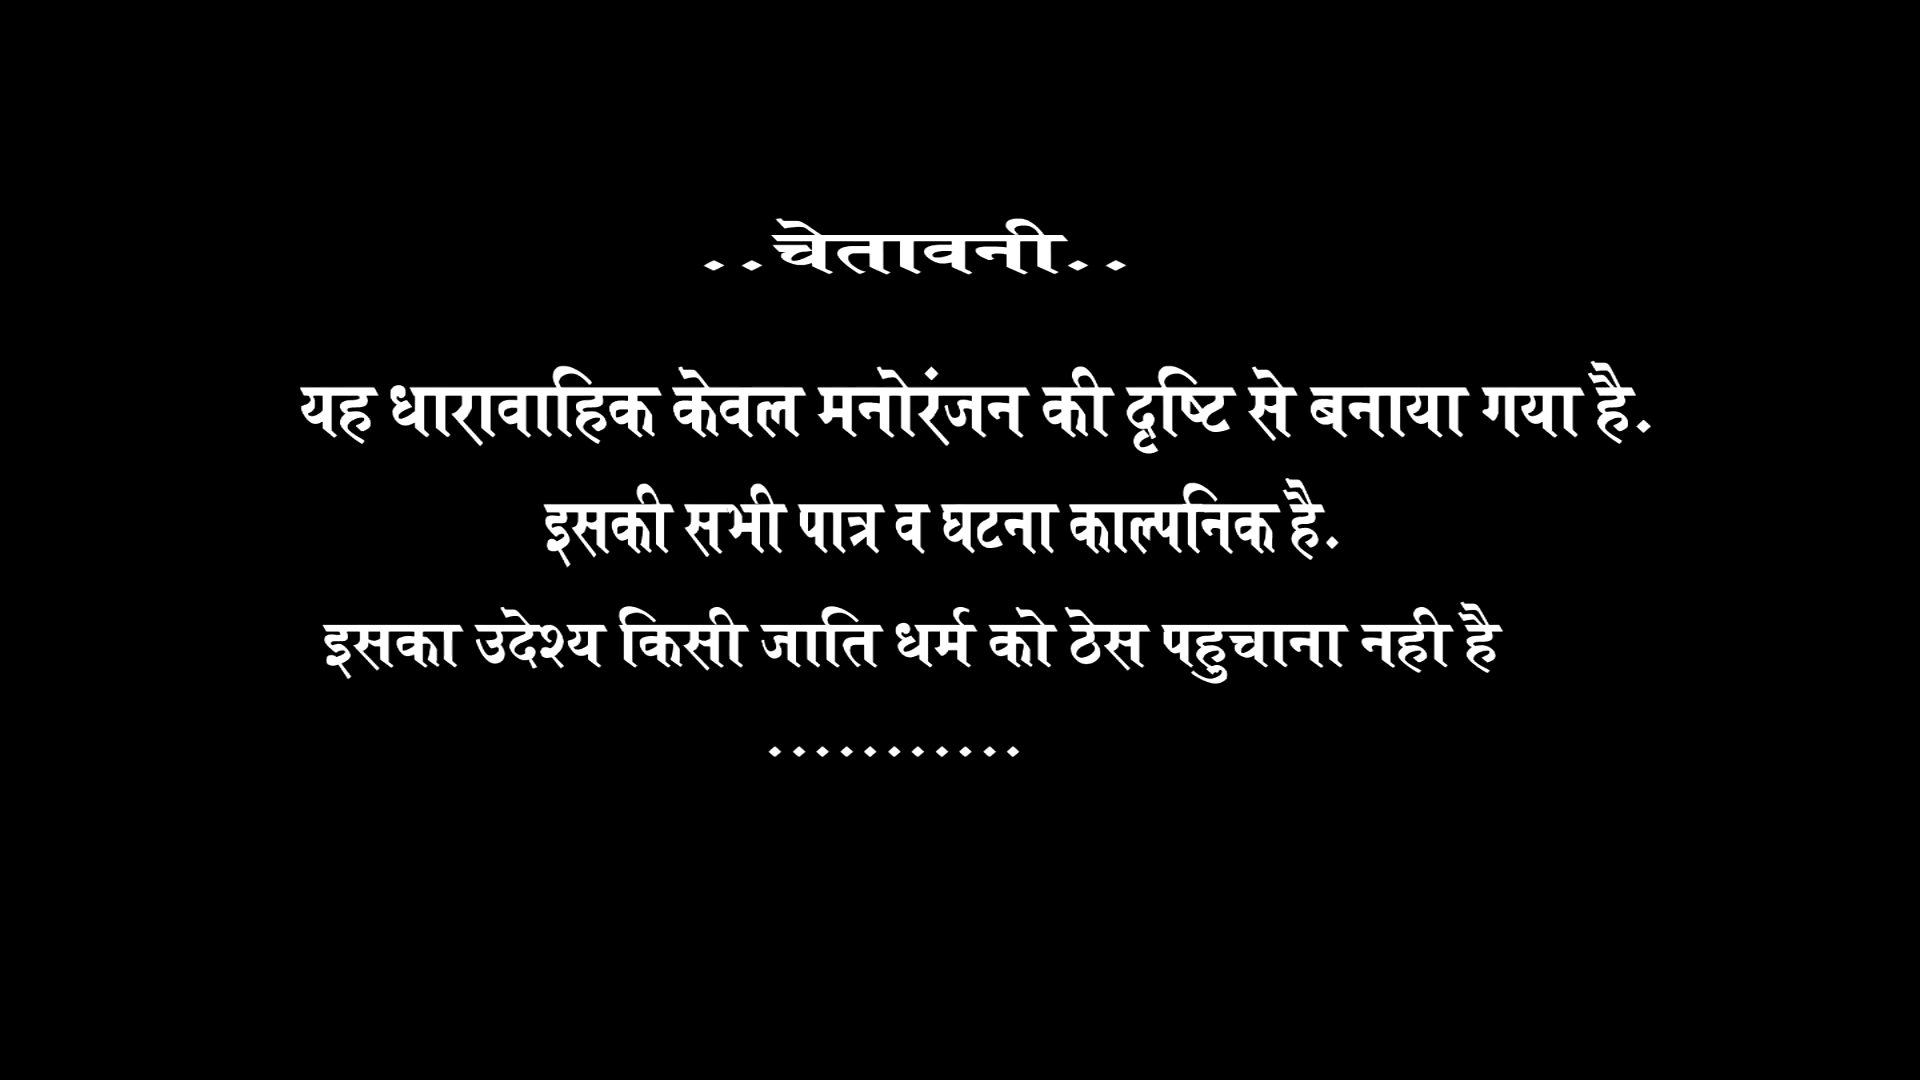 ..चेतावनी..
यह धारावाहिक केवल मनोरंजन की दृष्टि से बनाया गया है.
इसकी सभी पात्र व घटना काल्पनिक है.
इसका उदेश्य किसी जाति धर्म को ठेस पहुचाना नही है
...........